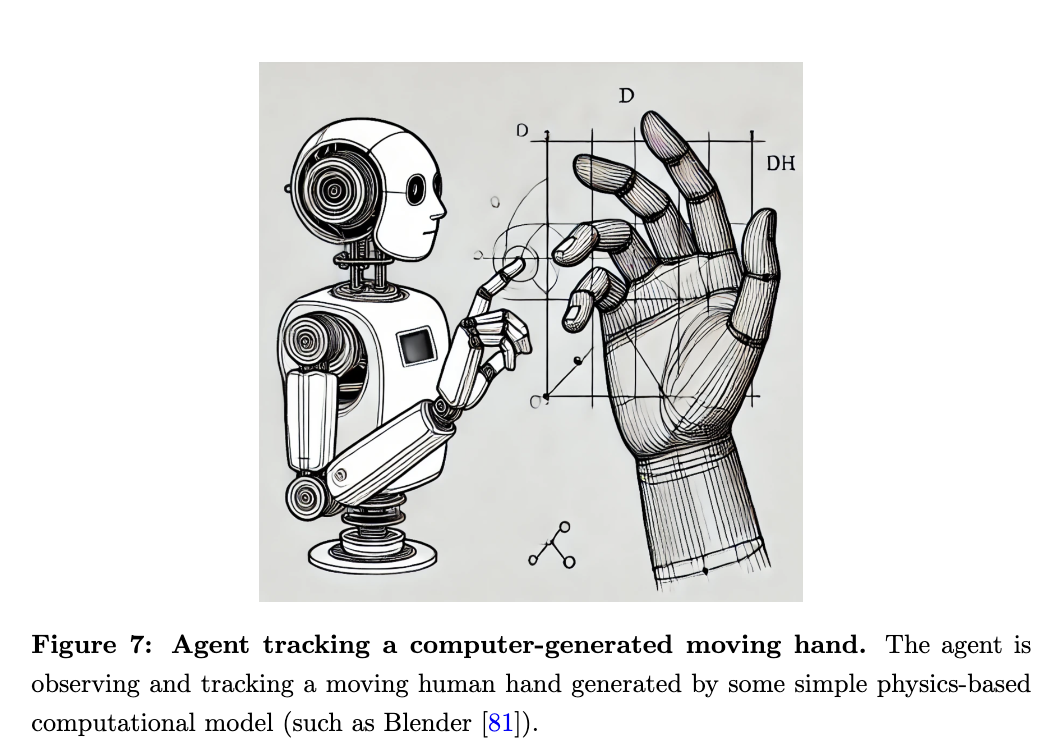 D
D
DH
Figure 7: Agent tracking a computer-generated moving hand. The agent is
observing and tracking a moving human hand generated by some simple physics-based
computational model (such as Blender [81]).